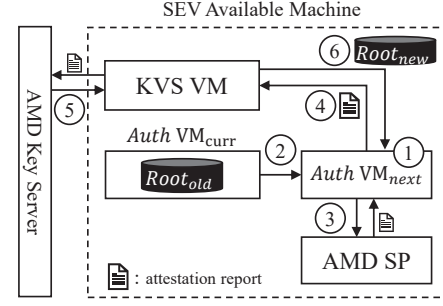 SEV Available Machine
6
Root_new
KVS VM
5
4
AMD Key Server
Auth VM_curr
2
1
Root_old
Auth VM_next
3
AMD SP
: attestation report